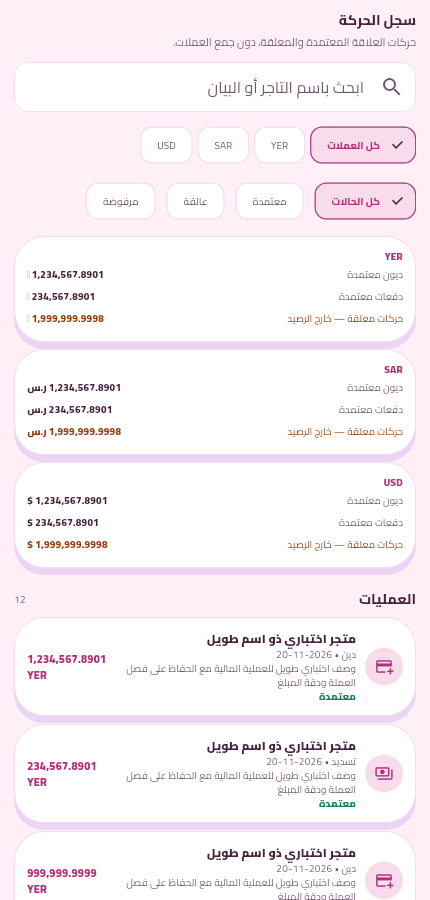 سجل الحركة
حركات العلاقة المعتمدة والمعلقة، دون جمع العملات.
ابحث باسم التاجر أو البيان
كل العملات YER SAR USD
كل الحالات معتمدة عالقة مرفوضة
YER
ديون معتمدة 1,234,567.8901
دفعات معتمدة 234,567.8901
حركات معلقة — خارج الرصيد 1,999,999.9998
SAR
ديون معتمدة 1,234,567.8901 ر.س
دفعات معتمدة 234,567.8901 ر.س
حركات معلقة — خارج الرصيد 1,999,999.9998 ر.س
USD
ديون معتمدة 1,234,567.8901 $
دفعات معتمدة 234,567.8901 $
حركات معلقة — خارج الرصيد 1,999,999.9998 $
العمليات 12
متجر اختباري ذو اسم طويل
دين • 2026-11-20
وصف اختباري طويل للعملية المالية مع الحفاظ على فصل
العملة ودقة المبلغ
معتمدة
1,234,567.8901
YER
متجر اختباري ذو اسم طويل
تسديد • 2026-11-20
وصف اختباري طويل للعملية المالية مع الحفاظ على فصل
العملة ودقة المبلغ
معتمدة
234,567.8901
YER
متجر اختباري ذو اسم طويل
دين • 2026-11-20
وصف اختباري طويل للعملية المالية مع الحفاظ على فصل
العملة ودقة المبلغ
999,999.9999
YER